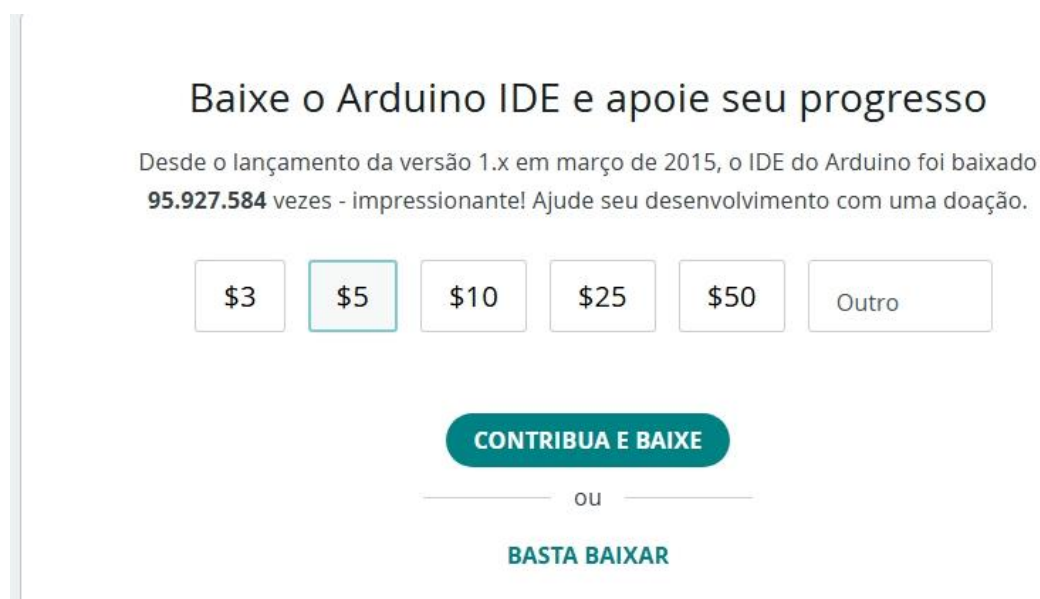 Baixe o Arduino IDE e apoie seu progresso
Desde o lançamento da versão 1.x em março de 2015, o IDE do Arduino foi baixado
95.927.584 vezes - impressionante! Ajude seu desenvolvimento com uma doação.
$3 $5 $10 $25 $50 Outro
CONTRIBUA E BAIXE
ou
BASTA BAIXAR